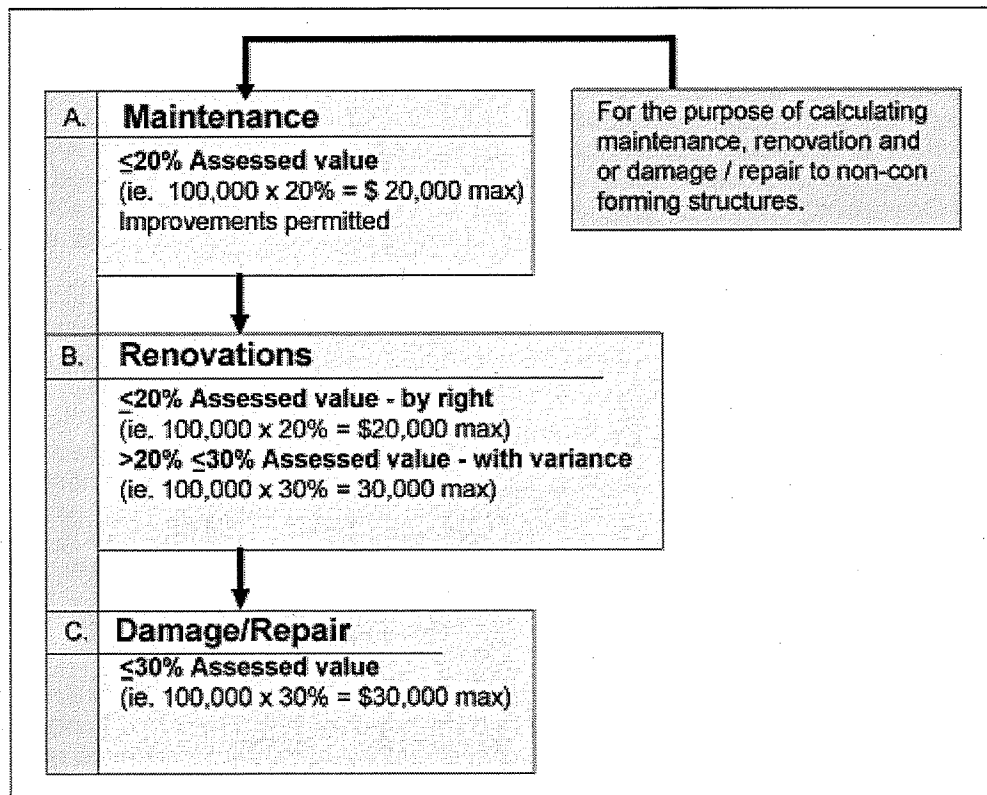 A. Maintenance
≤20% Assessed value
(ie. 100,000 x 20% = $ 20,000 max)
Improvements permitted
For the purpose of calculating
maintenance, renovation and
or damage / repair to non-con
forming structures.
B. Renovations
≤20% Assessed value - by right
(ie. 100,000 x 20% = $20,000 max)
>20% ≤30% Assessed value - with variance
(ie. 100,000 x 30% = 30,000 max)
C. Damage/Repair
≤30% Assessed value
(ie. 100,000 x 30% = $30,000 max)